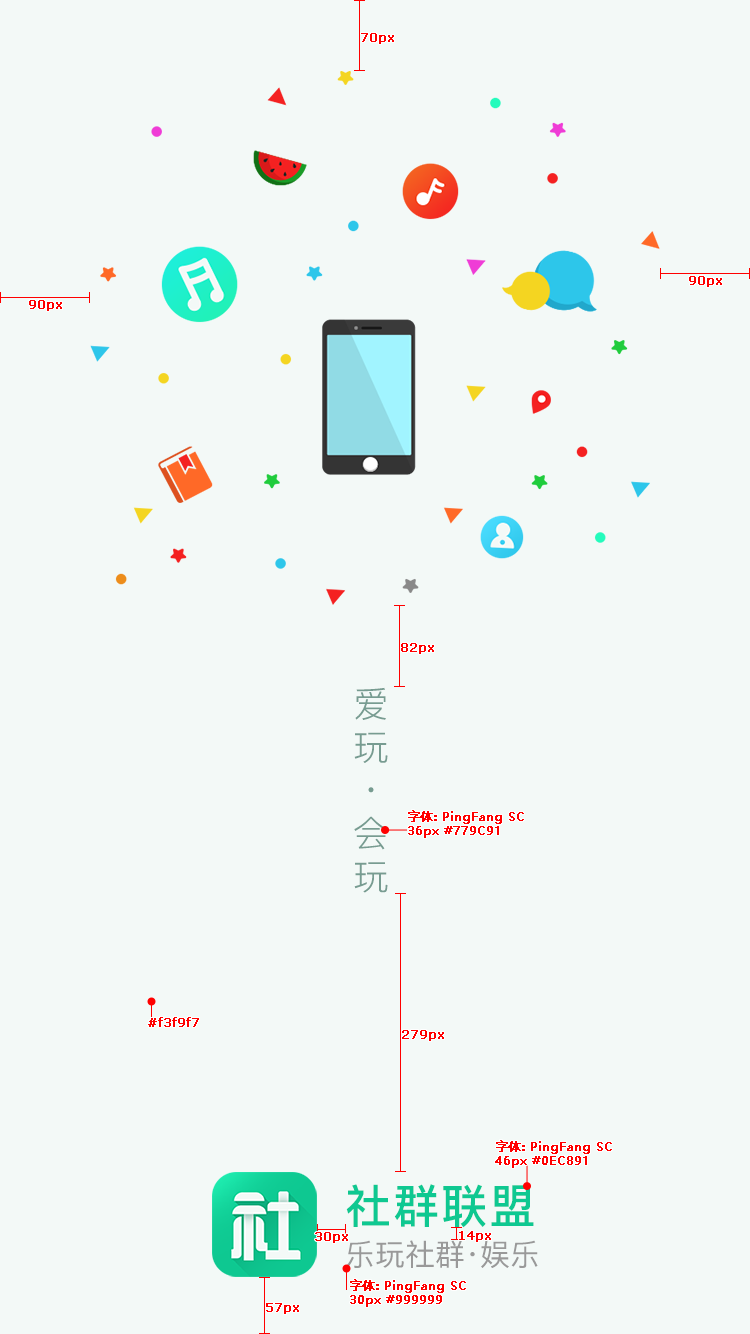 70px
90px
90px
82px
爱
玩
·
会
玩
字体: PingFang SC
36px #779C91
#f3f9f7
279px
字体: PingFang SC
46px #0EC891
社
社群联盟
30px
14px
乐玩社群·娱乐
字体: PingFang SC
30px #999999
57px